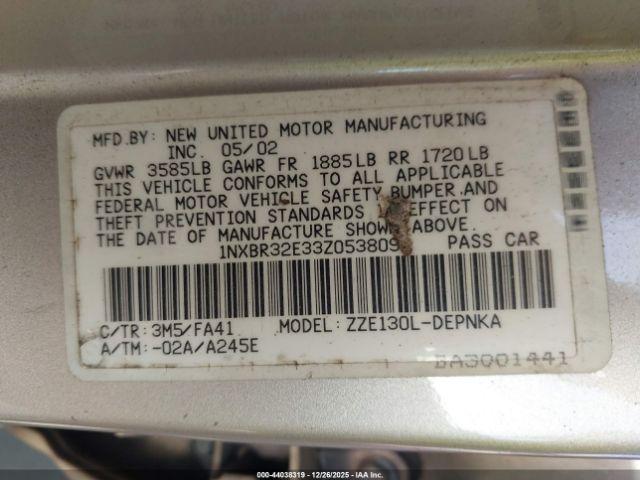 MFD.BY: NEW UNITED MOTOR MANUFACTURING
INC. 05/02
GVWR 3585LB GAWR FR 1885LB RR 1720LB
THIS VEHICLE CONFORMS TO ALL APPLICABLE
FEDERAL MOTOR VEHICLE SAFETY, BUMPER, AND
THEFT PREVENTION STANDARDS EFFECT ON
THE DATE OF MANUFACTURE SHOWN ABOVE.
1NXBR32E33Z053809 PASS CAR
C/TR: 3M5/FA41 MODEL: ZZE130L-DEPNKA
A/TM: -02A/A245E
BA3001441
000-44038319 - 12/26/2025 - IAAI.com